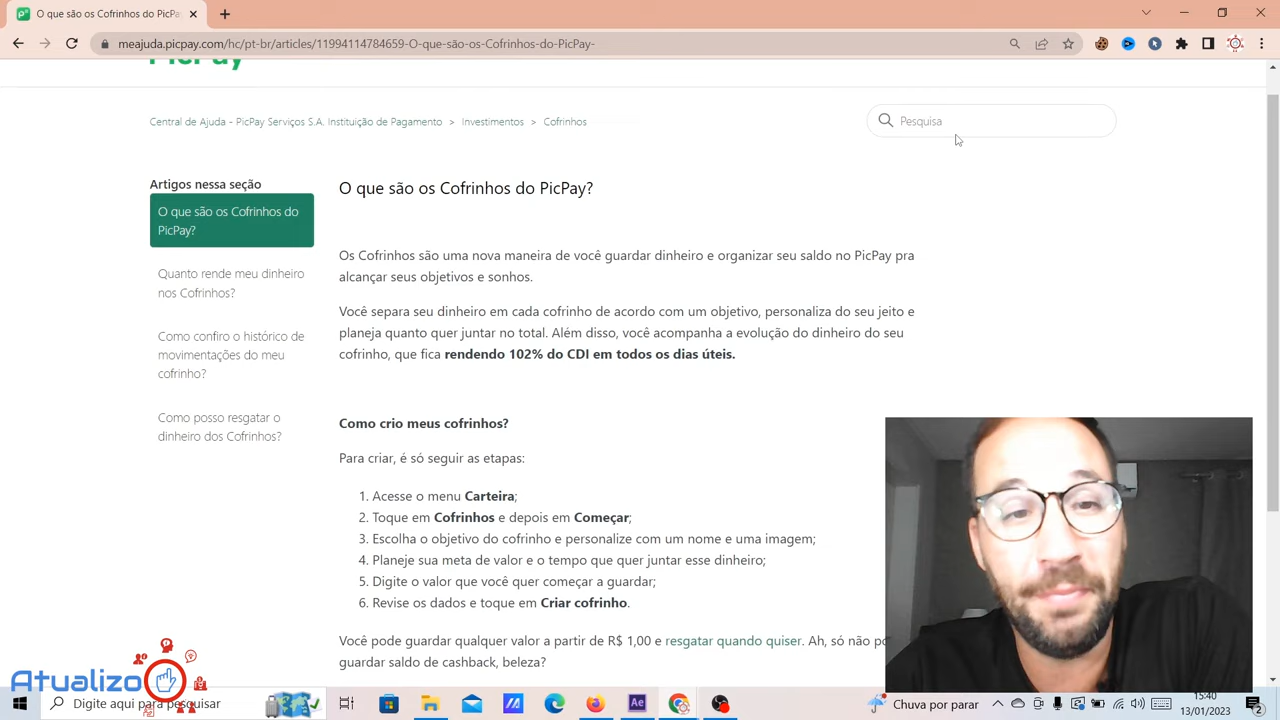 O que são os Cofrinhos do PicPay
meajuda.picpay.com/hc/pt-br/articles/11994114784659-O-que-são-os-Cofrinhos-do-PicPay-
PicPay
Central de Ajuda - PicPay Serviços S.A. Instituição de Pagamento > Investimentos > Cofrinhos
Pesquisa
Artigos nessa seção
O que são os Cofrinhos do
PicPay?
Quanto rende meu dinheiro
nos Cofrinhos?
Como confiro o histórico de
movimentações do meu
cofrinho?
Como posso resgatar o
dinheiro dos Cofrinhos?
O que são os Cofrinhos do PicPay?
Os Cofrinhos são uma nova maneira de você guardar dinheiro e organizar seu saldo no PicPay pra
alcançar seus objetivos e sonhos.
Você separa seu dinheiro em cada cofrinho de acordo com um objetivo, personaliza do seu jeito e
planeja quanto quer juntar no total. Além disso, você acompanha a evolução do dinheiro do seu
cofrinho, que fica rendendo 102% do CDI em todos os dias úteis.
Como crio meus cofrinhos?
Para criar, é só seguir as etapas:
1. Acesse o menu Carteira;
2. Toque em Cofrinhos e depois em Começar;
3. Escolha o objetivo do cofrinho e personalize com um nome e uma imagem;
4. Planeje sua meta de valor e o tempo que quer juntar esse dinheiro;
5. Digite o valor que você quer começar a guardar;
6. Revise os dados e toque em Criar cofrinho.
Você pode guardar qualquer valor a partir de R$ 1,00 e resgatar quando quiser. Ah, só não
guardar saldo de cashback, beleza?
Atualizo
Digite aqui para pesquisar
Ae
Chuva por parar
15:40
13/01/2023
2